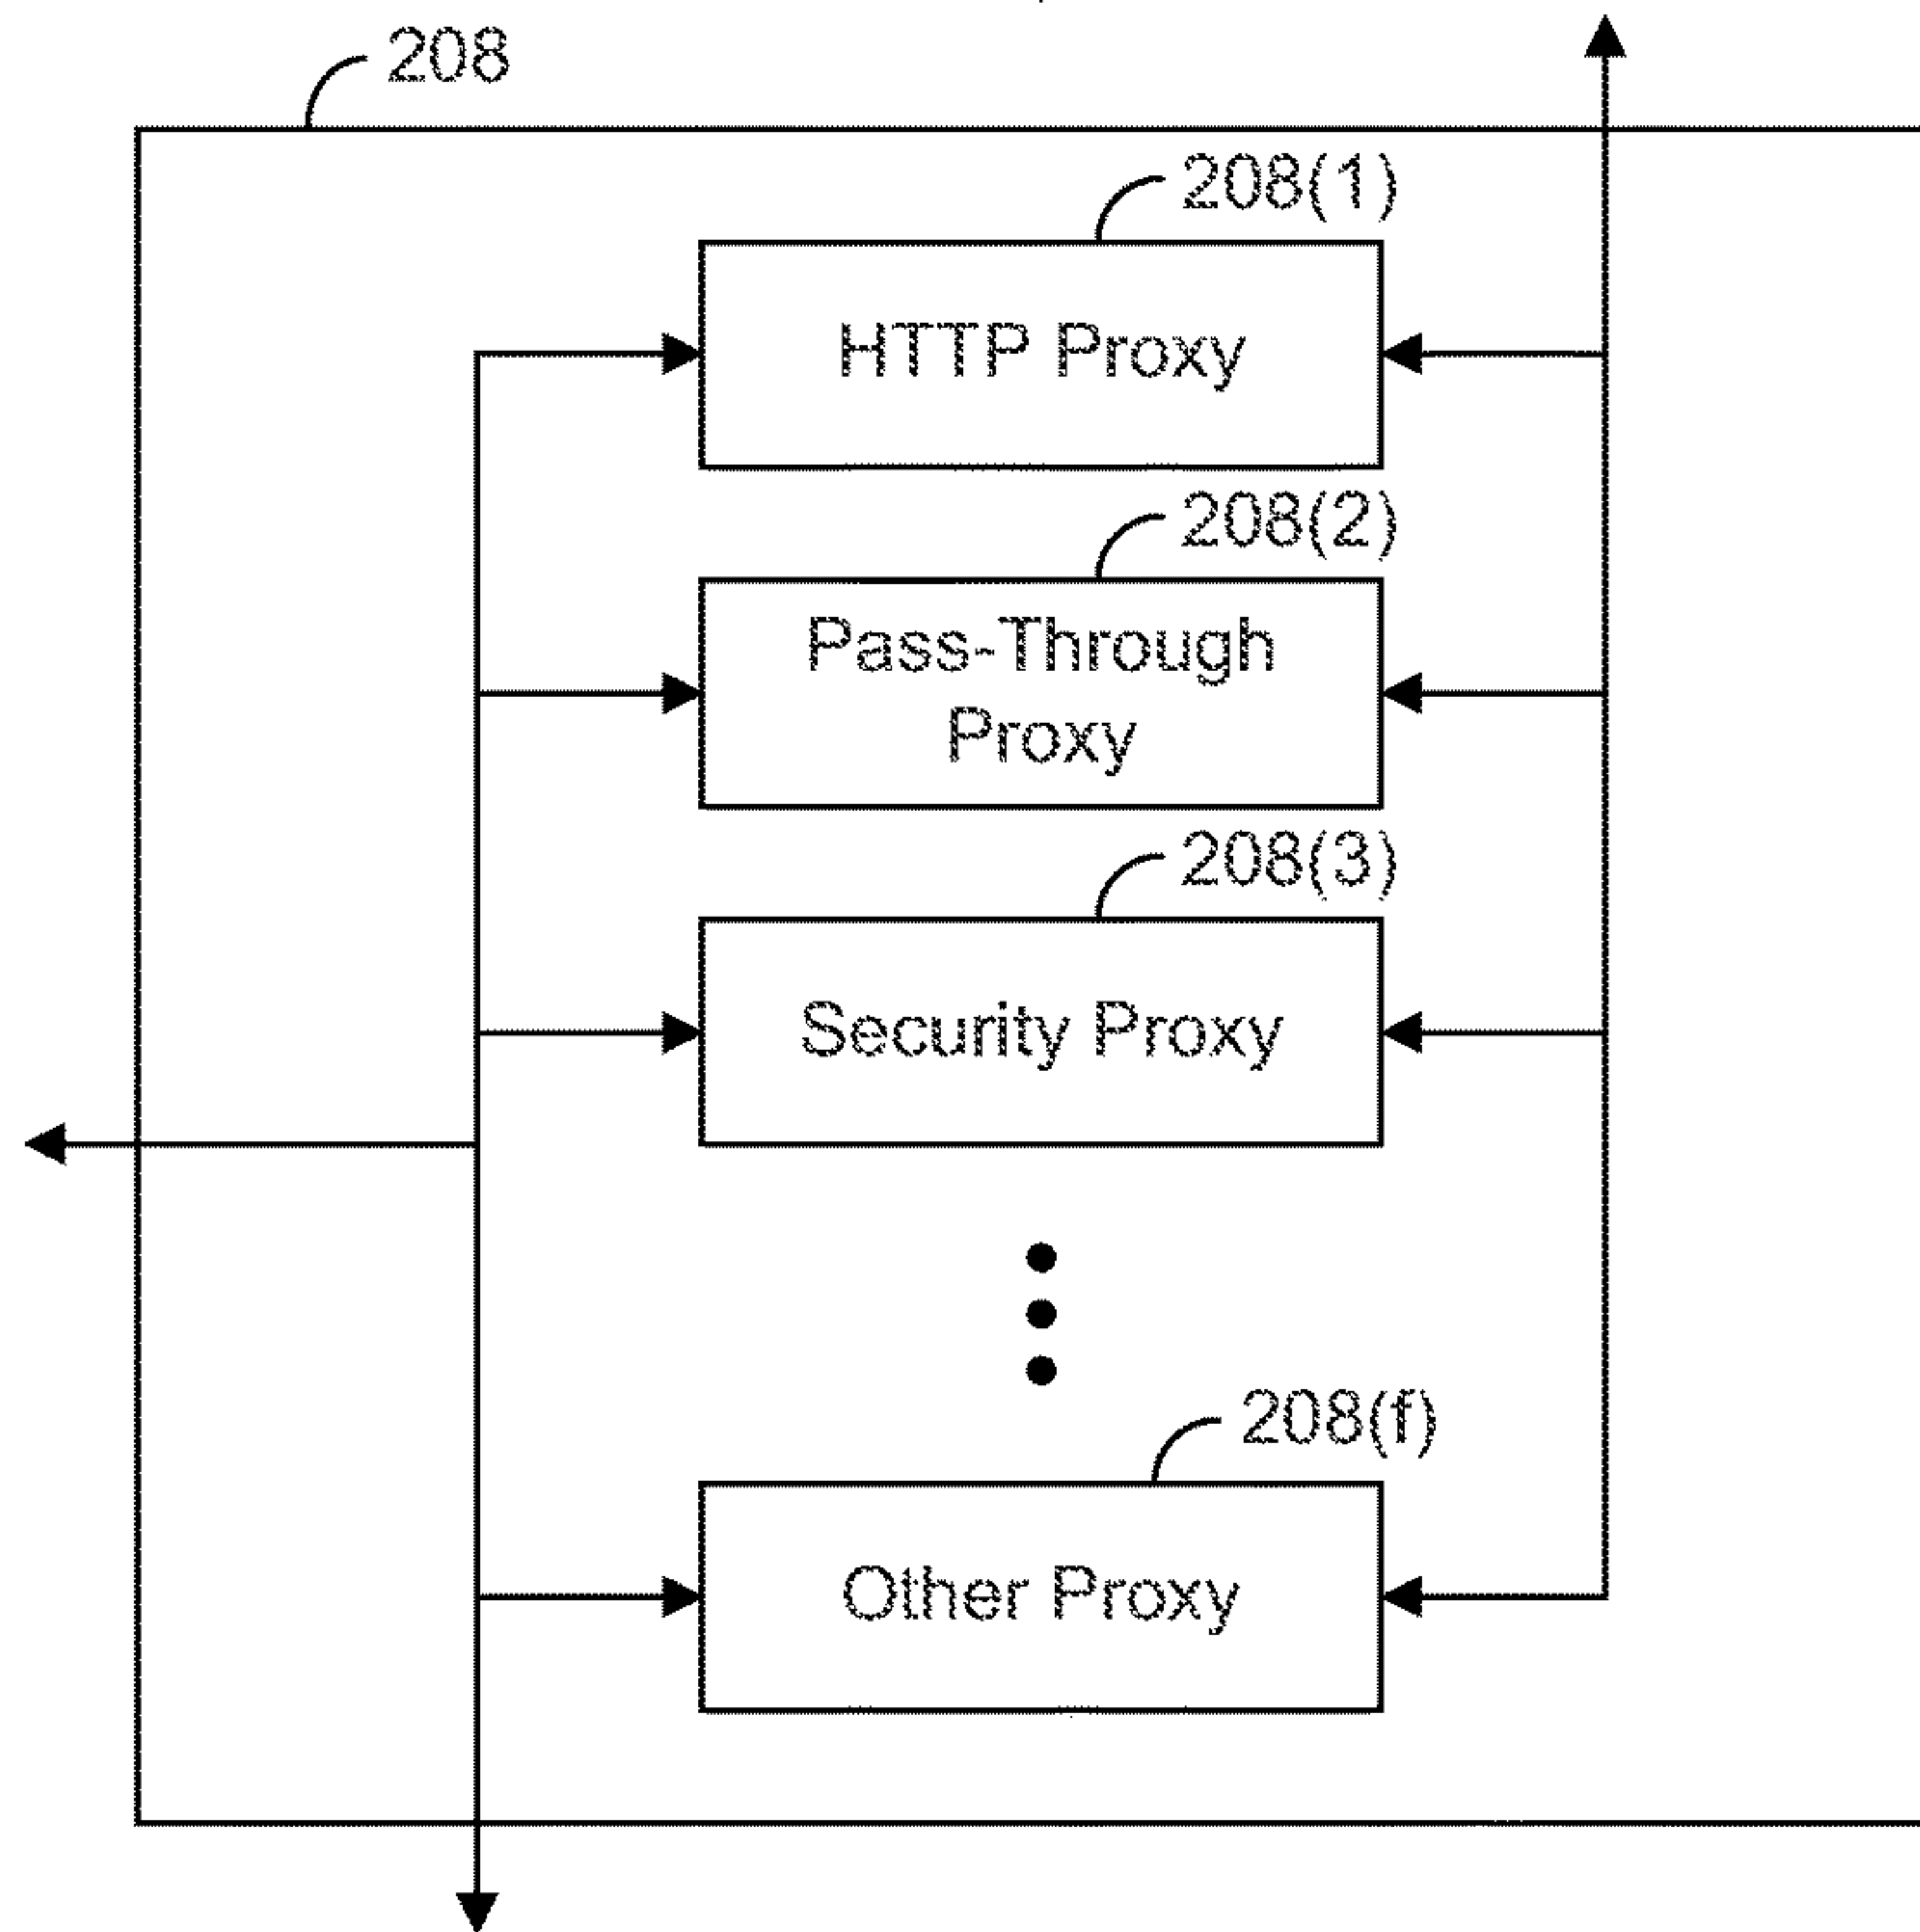 208
208(1)
HTTP Proxy
208(2)
Pass-Through
Proxy
208(3)
Security Proxy
208(f)
Other Proxy